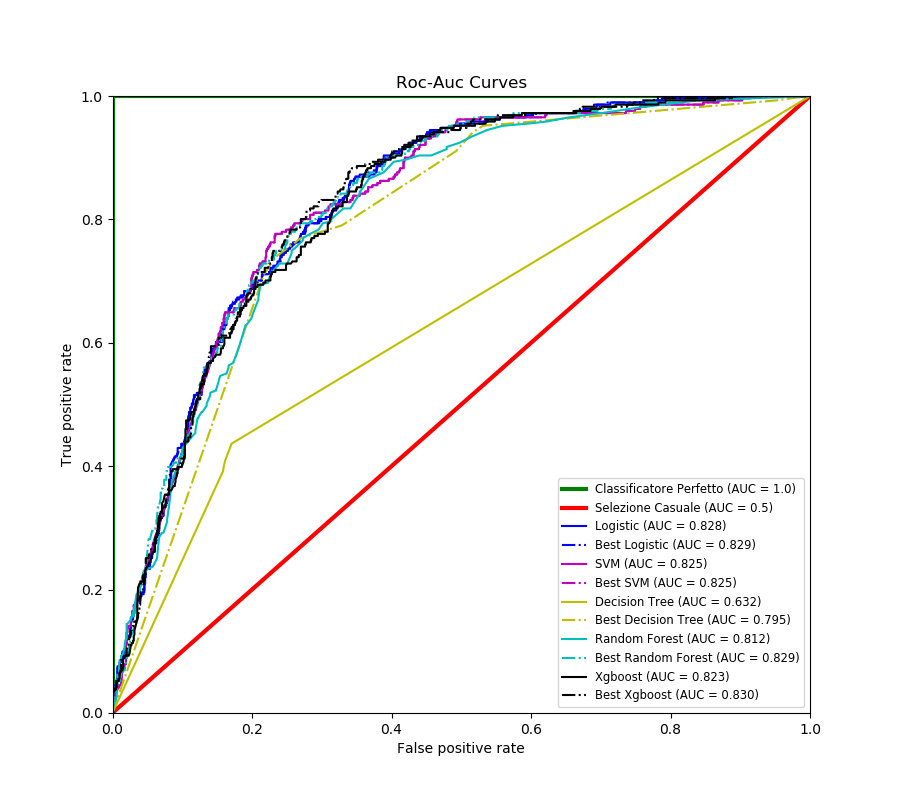 Roc-Auc Curves
1.0
0.8
0.6
0.4
0.2
0.0
True positive rate
0.0 0.2 0.4 0.6 0.8 1.0
False positive rate
Classificatore Perfetto (AUC = 1.0)
Selezione Casuale (AUC = 0.5)
Logistic (AUC = 0.828)
Best Logistic (AUC = 0.829)
SVM (AUC = 0.825)
Best SVM (AUC = 0.825)
Decision Tree (AUC = 0.632)
Best Decision Tree (AUC = 0.795)
Random Forest (AUC = 0.812)
Best Random Forest (AUC = 0.829)
Xgboost (AUC = 0.823)
Best Xgboost (AUC = 0.830)